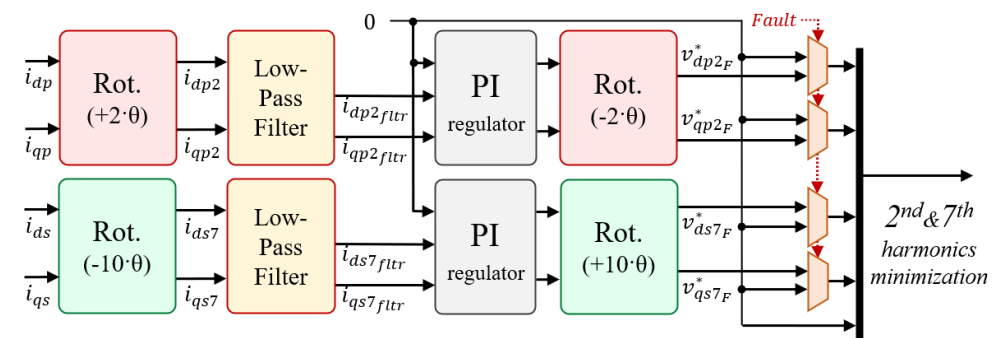 0
Fault
i_dp
i_qp
Rot.
(+2·θ)
i_dp2
i_qp2
Low-
Pass
Filter
i_dp2_fltr
i_qp2_fltr
PI
regulator
Rot.
(-2·θ)
v*_dp2_F
v*_qp2_F
i_ds
i_qs
Rot.
(-10·θ)
i_ds7
i_qs7
Low-
Pass
Filter
i_ds7_fltr
i_qs7_fltr
PI
regulator
Rot.
(+10·θ)
v*_ds7_F
v*_qs7_F
2nd&7th
harmonics
minimization